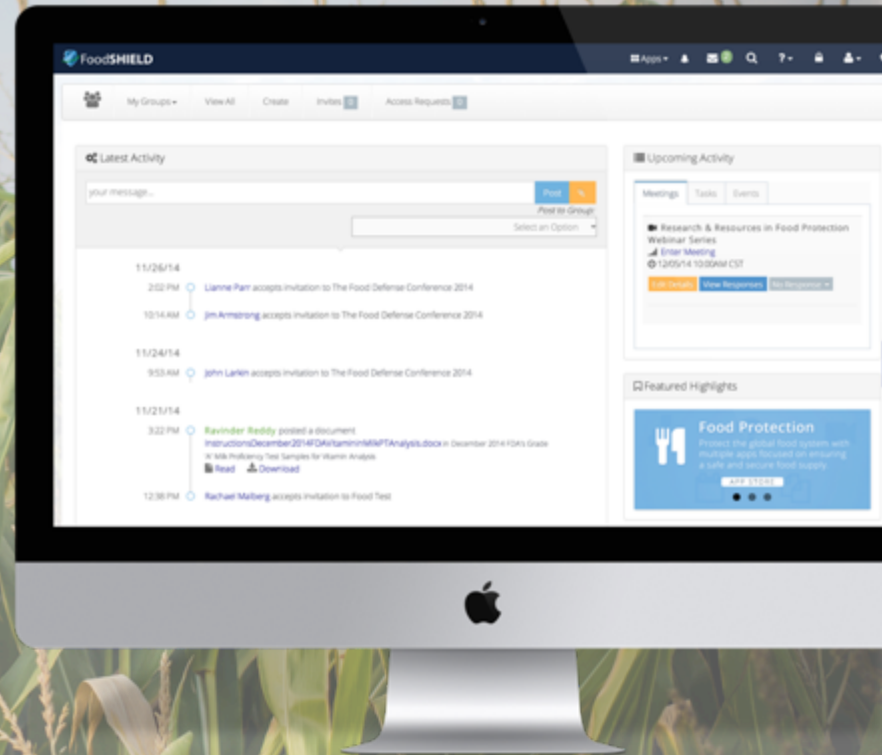 FoodSHIELD
Apps
?
My Groups
View All
Create
Invites 0
Access Requests 0
Latest Activity
your message...
Post
Post to Group:
Select an Option
11/26/14
2:02 PM Lianne Parr accepts invitation to The Food Defense Conference 2014
10:14 AM Jim Armstrong accepts invitation to The Food Defense Conference 2014
11/24/14
9:53 AM John Larkin accepts invitation to The Food Defense Conference 2014
11/21/14
3:22 PM Ravinder Reddy posted a document
InstructionsDecember2014FDAVitamininMilkPTAnalysis.docx in December 2014 FDA's Grade
'A' Milk Proficiency Test Samples for Vitamin Analysis
Read Download
12:38 PM Rachael Malberg accepts invitation to Food Test
Upcoming Activity
Meetings Tasks Events
Research & Resources in Food Protection
Webinar Series
Enter Meeting
12/05/14 10:00AM CST
Edit Details View Responses No Response
Featured Highlights
Food Protection
Protect the global food system with
multiple apps focused on ensuring
a safe and secure food supply.
APP STORE